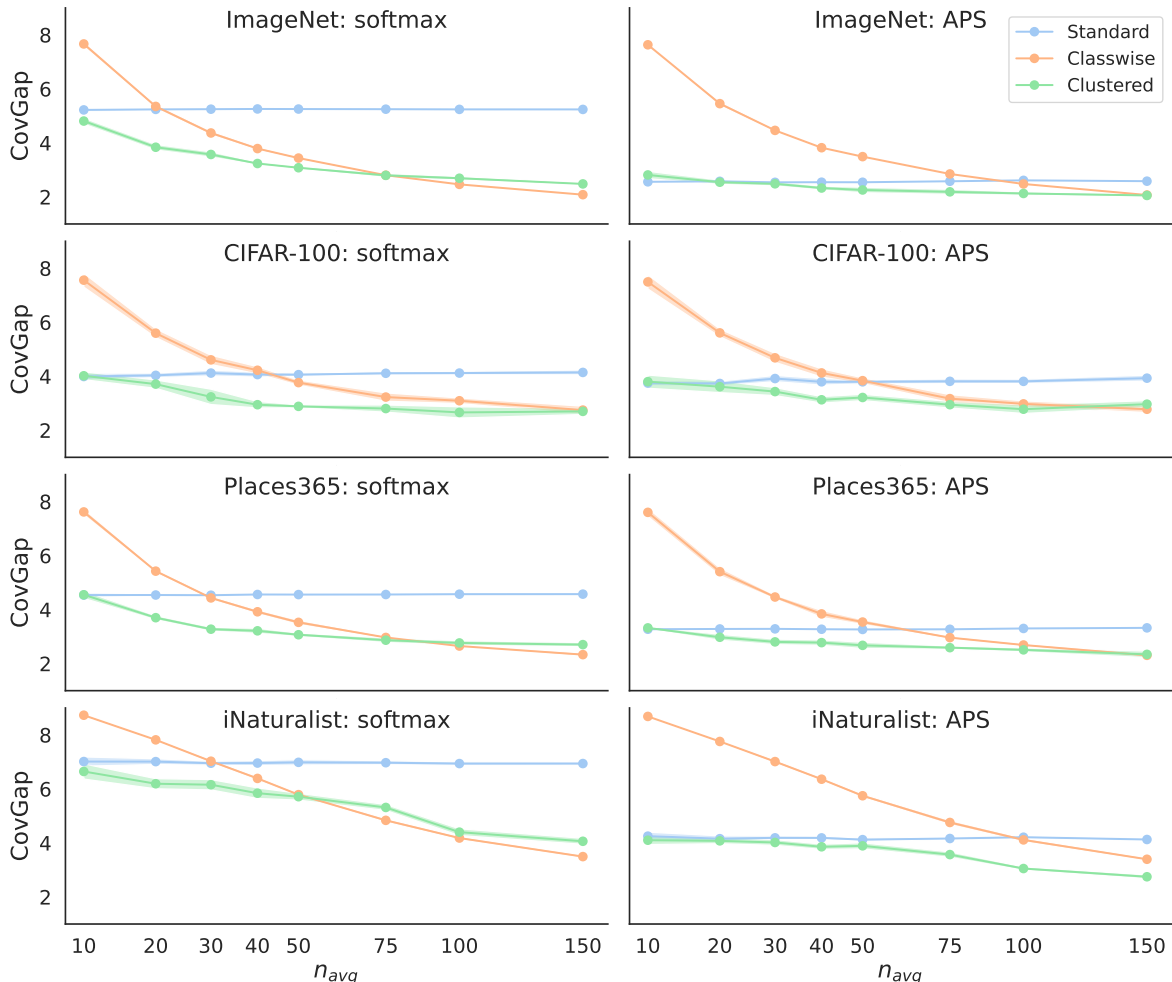 ImageNet: softmax
ImageNet: APS
Standard
Classwise
Clustered
8
6
4
2
CovGap
CIFAR-100: softmax
CIFAR-100: APS
8
6
4
2
CovGap
Places365: softmax
Places365: APS
8
6
4
2
CovGap
iNaturalist: softmax
iNaturalist: APS
8
6
4
2
CovGap
10 20 30 40 50 75 100 150
10 20 30 40 50 75 100 150
n_avg
n_avg